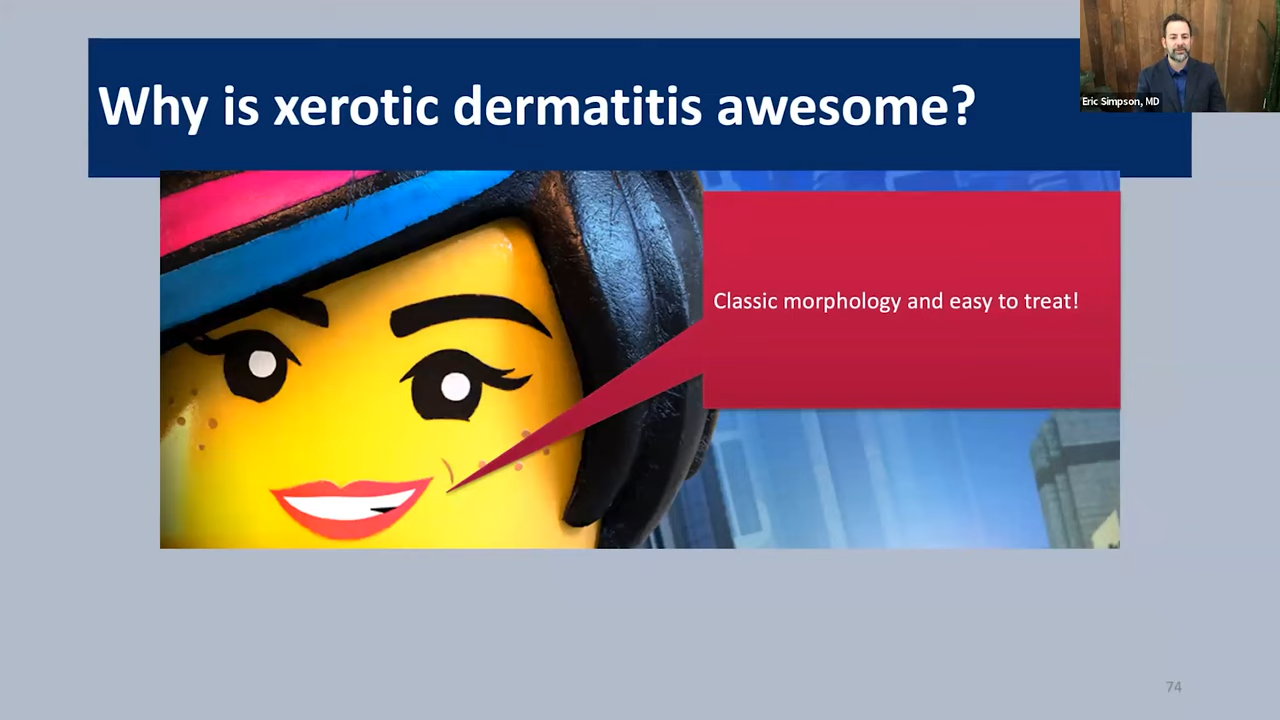 Why is xerotic dermatitis awesome?
Eric Simpson, MD
Classic morphology and easy to treat!
74